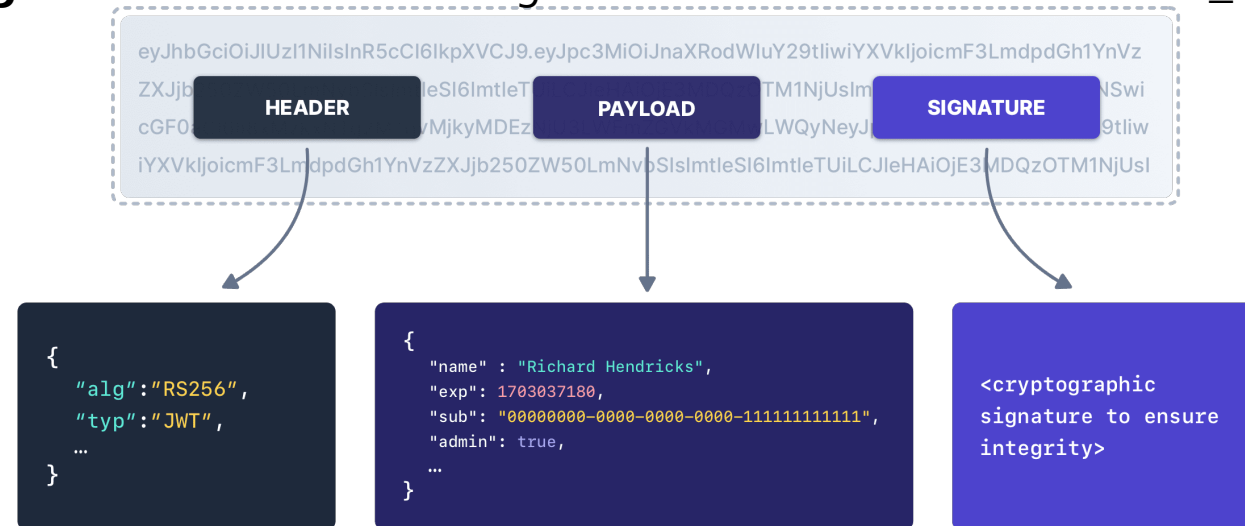 eyJhbGciOiJIUzI1NiIsInR5cCI6IkpXVCJ9.eyJpc3MiOiJnaXRodWIuY29tIiwiYXVkIjoicmF3LmdpdGh1YnVz
HEADER
PAYLOAD
SIGNATURE
iYXVkIjoicmF3LmdpdGh1YnVzZXJjb250ZW50LmNvbSIsImtleSI6ImtleTUiLCJleHAiOjE3MDQzOTM1NjUsI
{
“alg”:”RS256”,
“typ”:”JWT”,
…
}
{
"name" : "Richard Hendricks",
"exp": 1703037180,
"sub": "00000000-0000-0000-0000-111111111111",
"admin": true,
…
}
<cryptographic
signature to ensure
integrity>